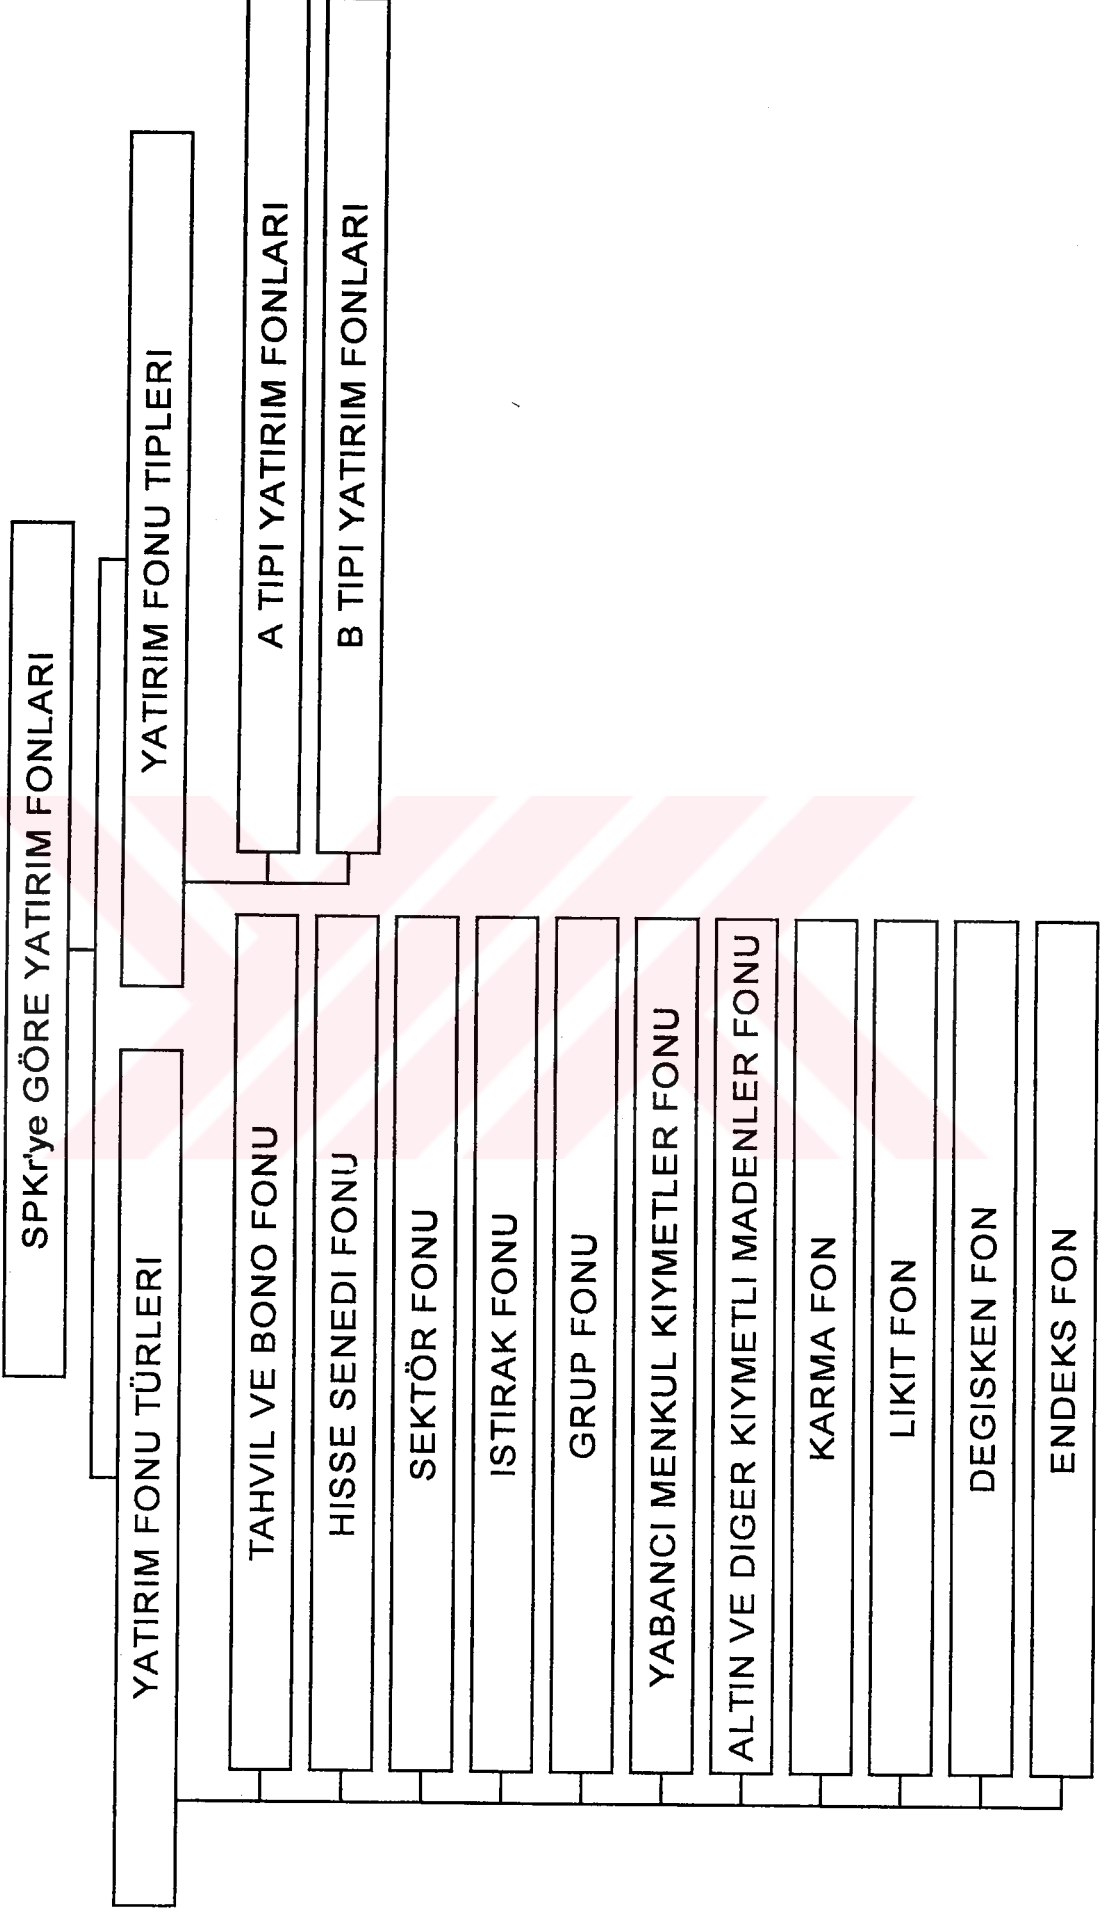 SPKr'ye GÖRE YATIRIM FONLARI
YATIRIM FONU TÜRLERI
TAHVIL VE BONO FONU
HISSE SENEDI FONU
SEKTÖR FONU
ISTIRAK FONU
GRUP FONU
YABANCI MENKUL KIYMETLER FONU
ALTIN VE DIGER KIYMETLI MADENLER FONU
KARMA FON
LIKIT FON
DEGISKEN FON
ENDEKS FON
YATIRIM FONU TIPLERI
A TIPI YATIRIM FONLARI
B TIPI YATIRIM FONLARI